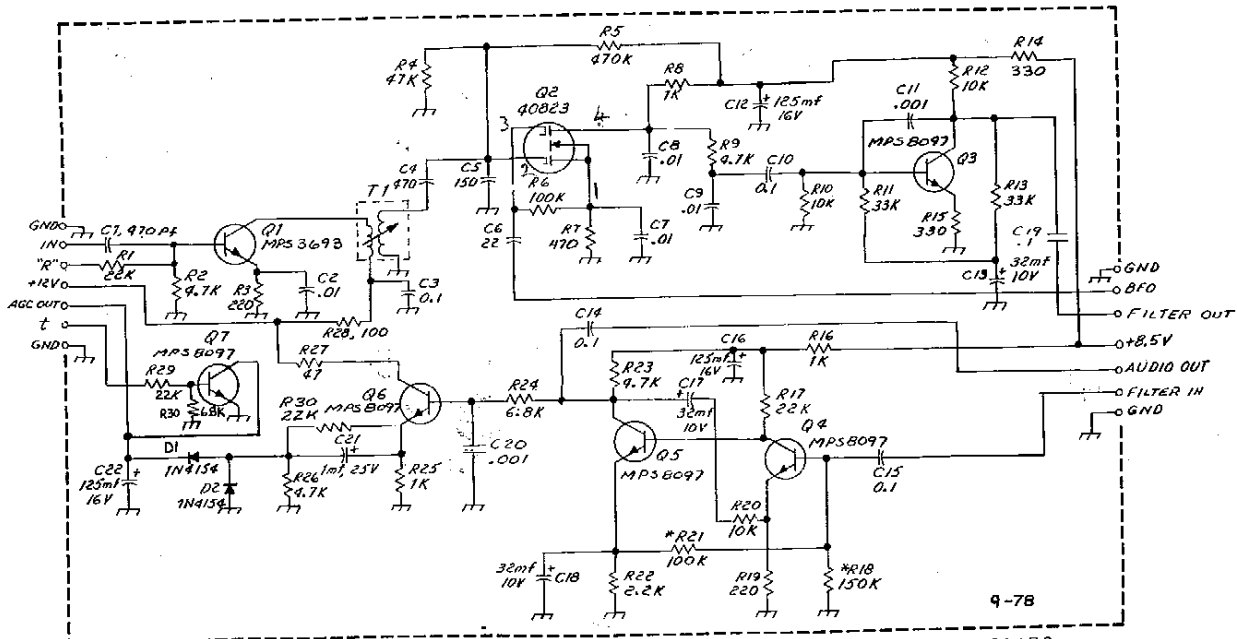 R5
470K
R4
47K
R8
1K
R14
330
R12
10K
Q2
40823
3
4
2
1
C12
+
125mf
16V
C11
.001
MPS8097
Q3
C8
.01
R9
4.7K
C10
0.1
C9
.01
R10
10K
R11
33K
R13
33K
R15
330
C19
.1
C13
+
32mf
10V
C4
470
C5
150
T1
R6
100K
R7
470
C7
.01
C6
22
GND
IN
C1, 470 Pf
"R"
R1
22K
+12V
AGC OUT
t
GND
Q1
MPS3693
R2
4.7K
R3
220
C2
.01
C3
0.1
R28, 100
R27
47
Q7
MPS8097
R29
22K
R30
6.8K
Q6
MPS8097
R30
22K
C21
+
1mf, 25V
D1
1N4154
D2
1N4154
C22
+
125mf
16V
R26
4.7K
R25
1K
C20
.001
R24
6.8K
C14
0.1
R23
4.7K
C16
125mf
16V
+
R16
1K
C17
+
32mf
10V
R17
22K
Q4
MPS8097
Q5
MPS8097
C15
0.1
R20
10K
*R21
100K
32mf
10V
+
C18
R22
2.2K
R19
220
*R18
150K
GND
BFO
FILTER OUT
+8.5V
AUDIO OUT
FILTER IN
GND
9-78